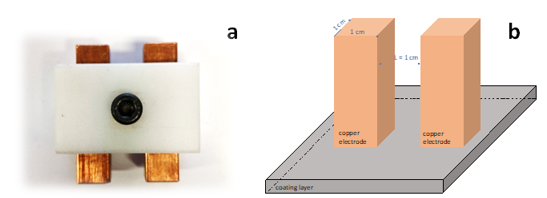 a
b
1 cm
1 cm
L = 1 cm
copper
electrode
copper
electrode
coating layer